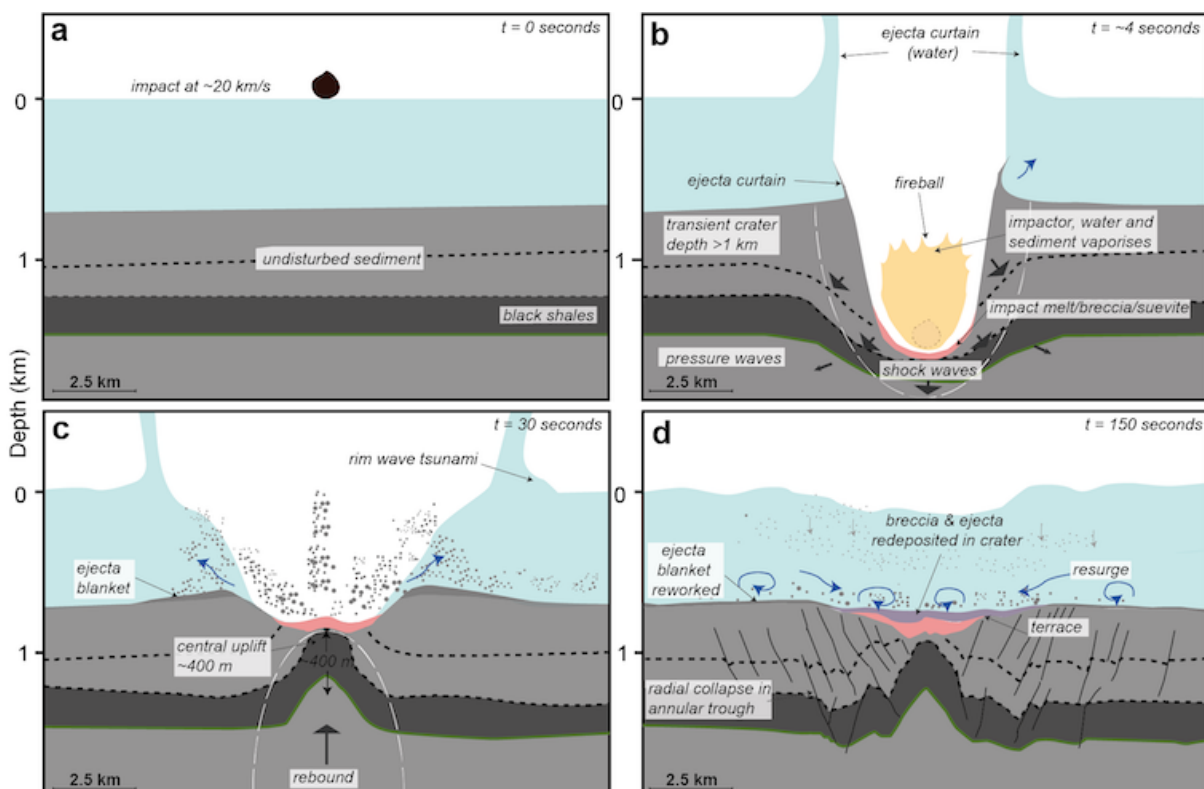 a
t = 0 seconds
impact at ~20 km/s
0
undisturbed sediment
1
black shales
2.5 km
b
t = ~4 seconds
ejecta curtain
(water)
0
ejecta curtain
fireball
transient crater
depth >1 km
impactor, water and
sediment vaporises
1
impact melt/breccia/suevite
pressure waves
shock waves
2.5 km
Depth (km)
c
t = 30 seconds
rim wave tsunami
0
ejecta
blanket
central uplift
~400 m
~400 m
1
rebound
2.5 km
d
t = 150 seconds
0
breccia & ejecta
redeposited in crater
ejecta
blanket
reworked
resurge
terrace
1
radial collapse in
annular trough
2.5 km